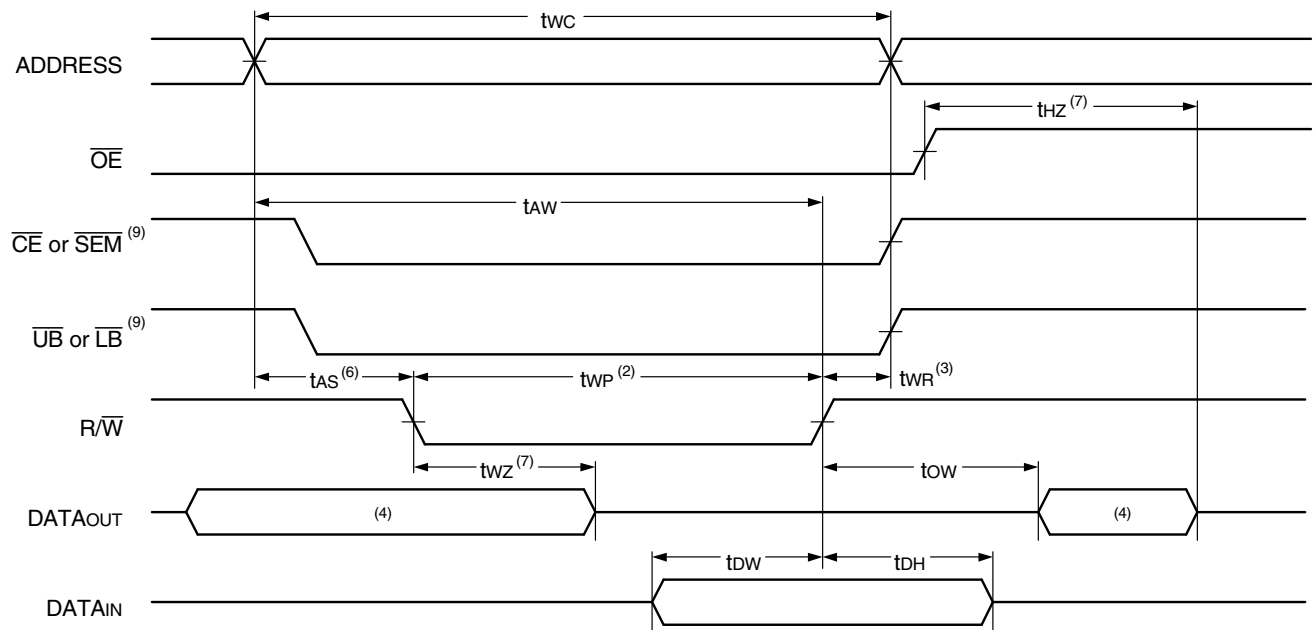 tWC
ADDRESS
tHZ (7)
OE
tAW
CE or SEM (9)
UB or LB (9)
tAS (6)
tWP (2)
tWR (3)
R/W
tWZ (7)
tOW
DATAOUT
(4)
(4)
tDW
tDH
DATAIN